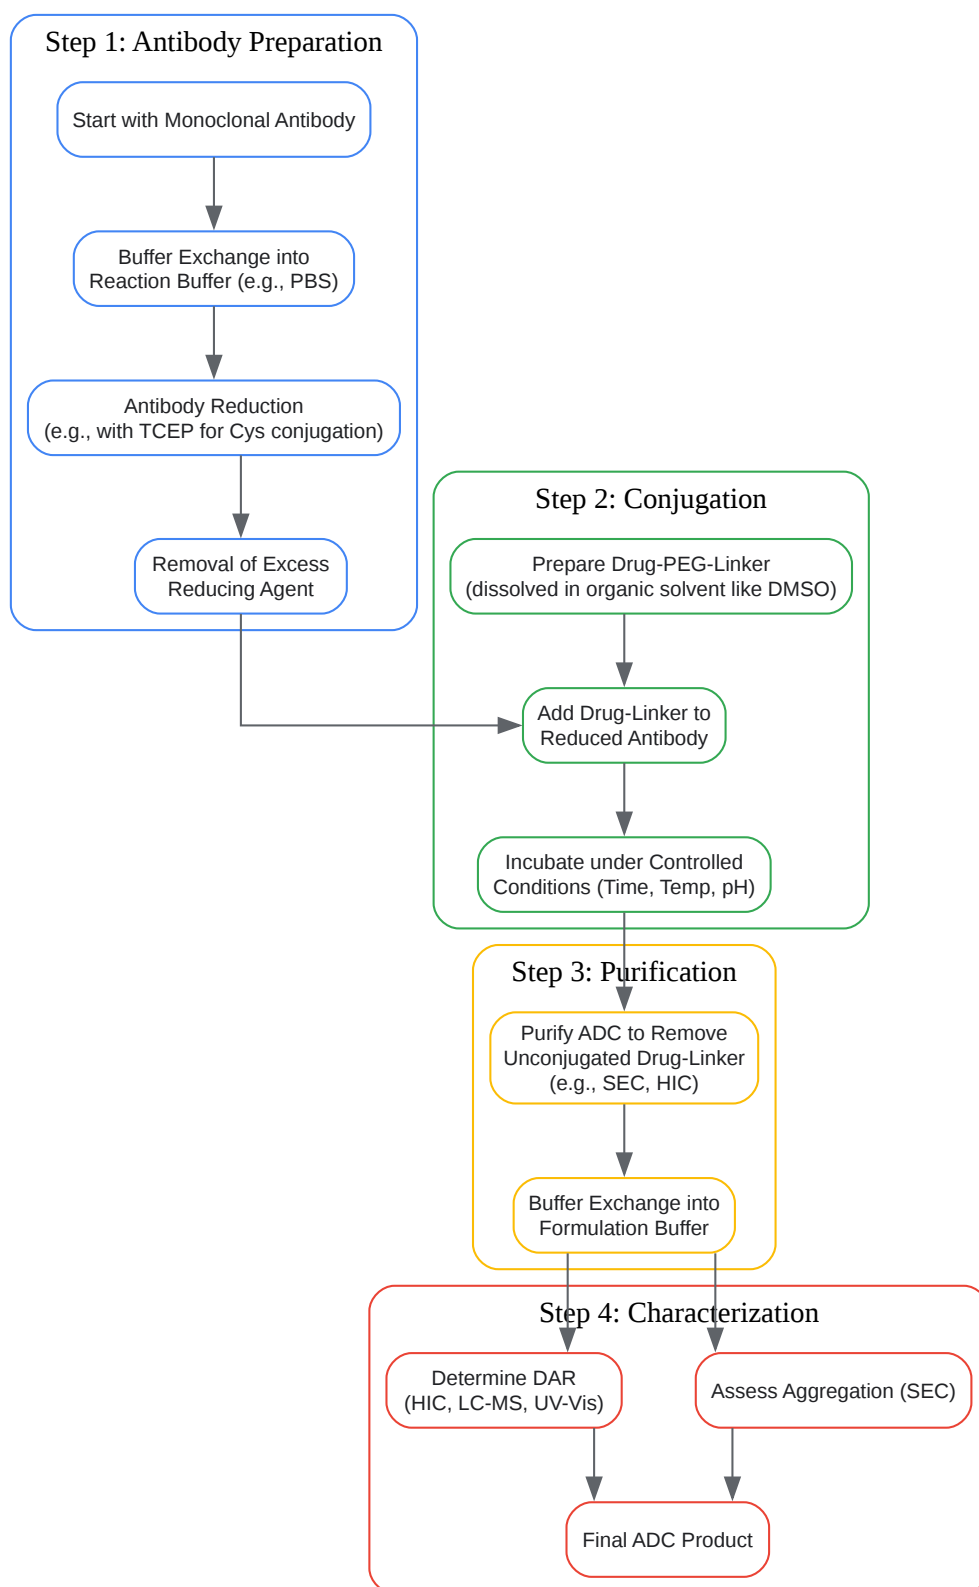 Step 1: Antibody Preparation
Start with Monoclonal Antibody
Buffer Exchange into
Reaction Buffer (e.g., PBS)
Antibody Reduction
(e.g., with TCEP for Cys conjugation)
Removal of Excess
Reducing Agent
Step 2: Conjugation
Prepare Drug-PEG-Linker
(dissolved in organic solvent like DMSO)
Add Drug-Linker to
Reduced Antibody
Incubate under Controlled
Conditions (Time, Temp, pH)
Step 3: Purification
Purify ADC to Remove
Unconjugated Drug-Linker
(e.g., SEC, HIC)
Buffer Exchange into
Formulation Buffer
Step 4: Characterization
Determine DAR
(HIC, LC-MS, UV-Vis)
Assess Aggregation (SEC)
Final ADC Product